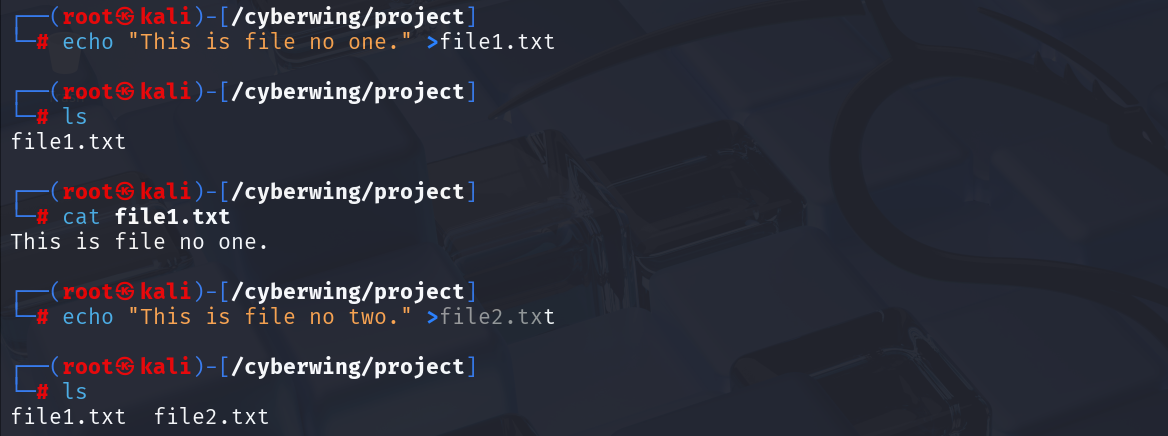 ┌──(root㉿kali)-[/cyberwing/project]
└─# echo "This is file no one." >file1.txt
┌──(root㉿kali)-[/cyberwing/project]
└─# ls
file1.txt
┌──(root㉿kali)-[/cyberwing/project]
└─# cat file1.txt
This is file no one.
┌──(root㉿kali)-[/cyberwing/project]
└─# echo "This is file no two." >file2.txt
┌──(root㉿kali)-[/cyberwing/project]
└─# ls
file1.txt  file2.txt